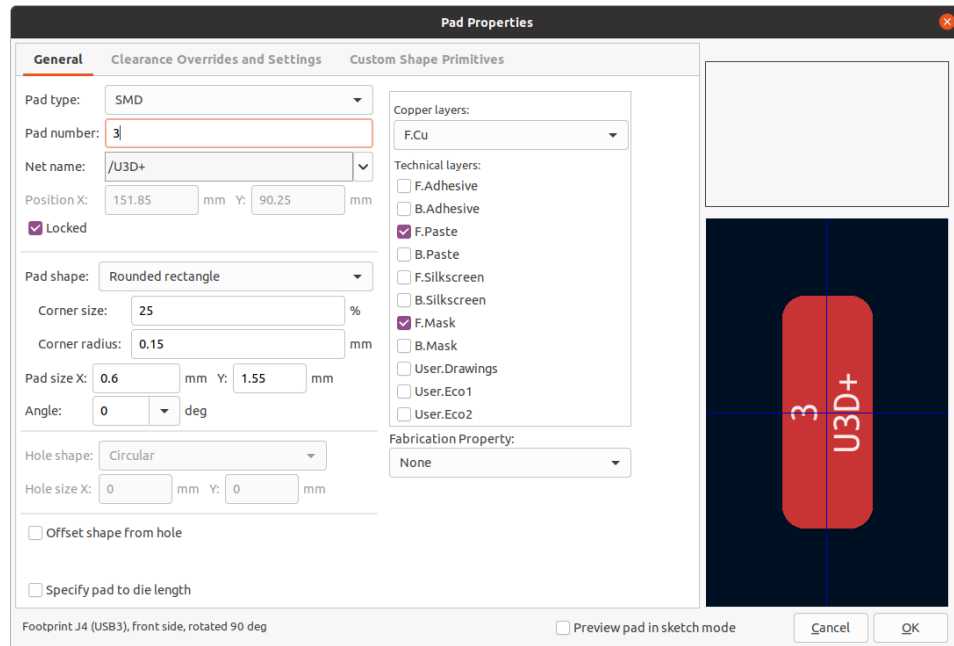 Pad Properties
General Clearance Overrides and Settings Custom Shape Primitives
Pad type: SMD
Pad number: 3
Net name: /U3D+
Position X: 151.85 mm Y: 90.25 mm
Locked
Pad shape: Rounded rectangle
Corner size: 25 %
Corner radius: 0.15 mm
Pad size X: 0.6 mm Y: 1.55 mm
Angle: 0 deg
Hole shape: Circular
Hole size X: 0 mm Y: 0 mm
Offset shape from hole
Specify pad to die length
Copper layers:
F.Cu
Technical layers:
F.Adhesive
B.Adhesive
F.Paste
B.Paste
F.Silkscreen
B.Silkscreen
F.Mask
B.Mask
User.Drawings
User.Eco1
User.Eco2
Fabrication Property:
None
3
U3D+
Footprint J4 (USB3), front side, rotated 90 deg
Preview pad in sketch mode
Cancel
OK